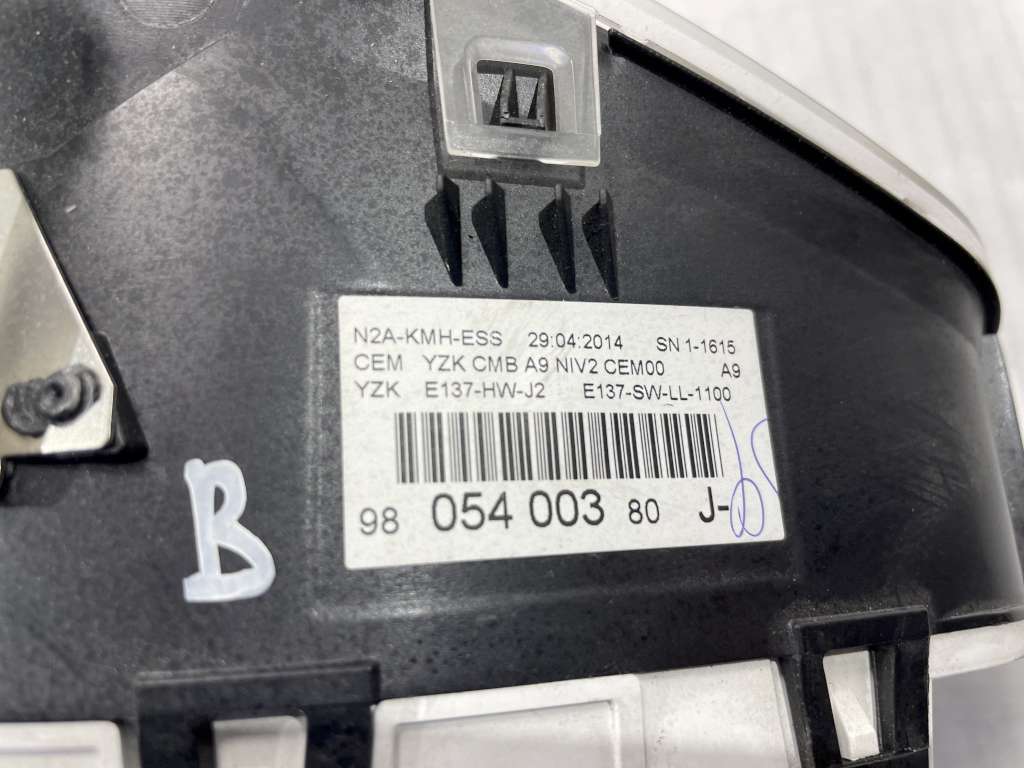 N2A-KMH-ESS 29:04:2014 SN 1-1615
CEM YZK CMB A9 NIV2 CEM00 A9
YZK E137-HW-J2 E137-SW-LL-1100
98 054 003 80 J-
B